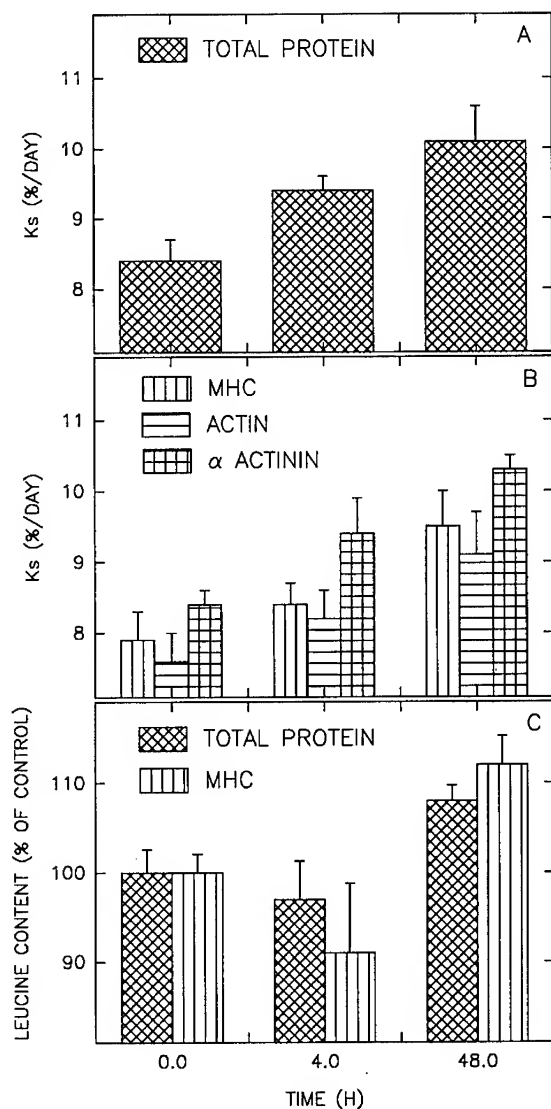 A
TOTAL PROTEIN
11
10
9
8
Ks (%/DAY)
B
MHC
ACTIN
α ACTININ
11
10
9
8
Ks (%/DAY)
C
TOTAL PROTEIN
MHC
110
100
90
LEUCINE CONTENT (% OF CONTROL)
0.0 4.0 48.0
TIME (H)